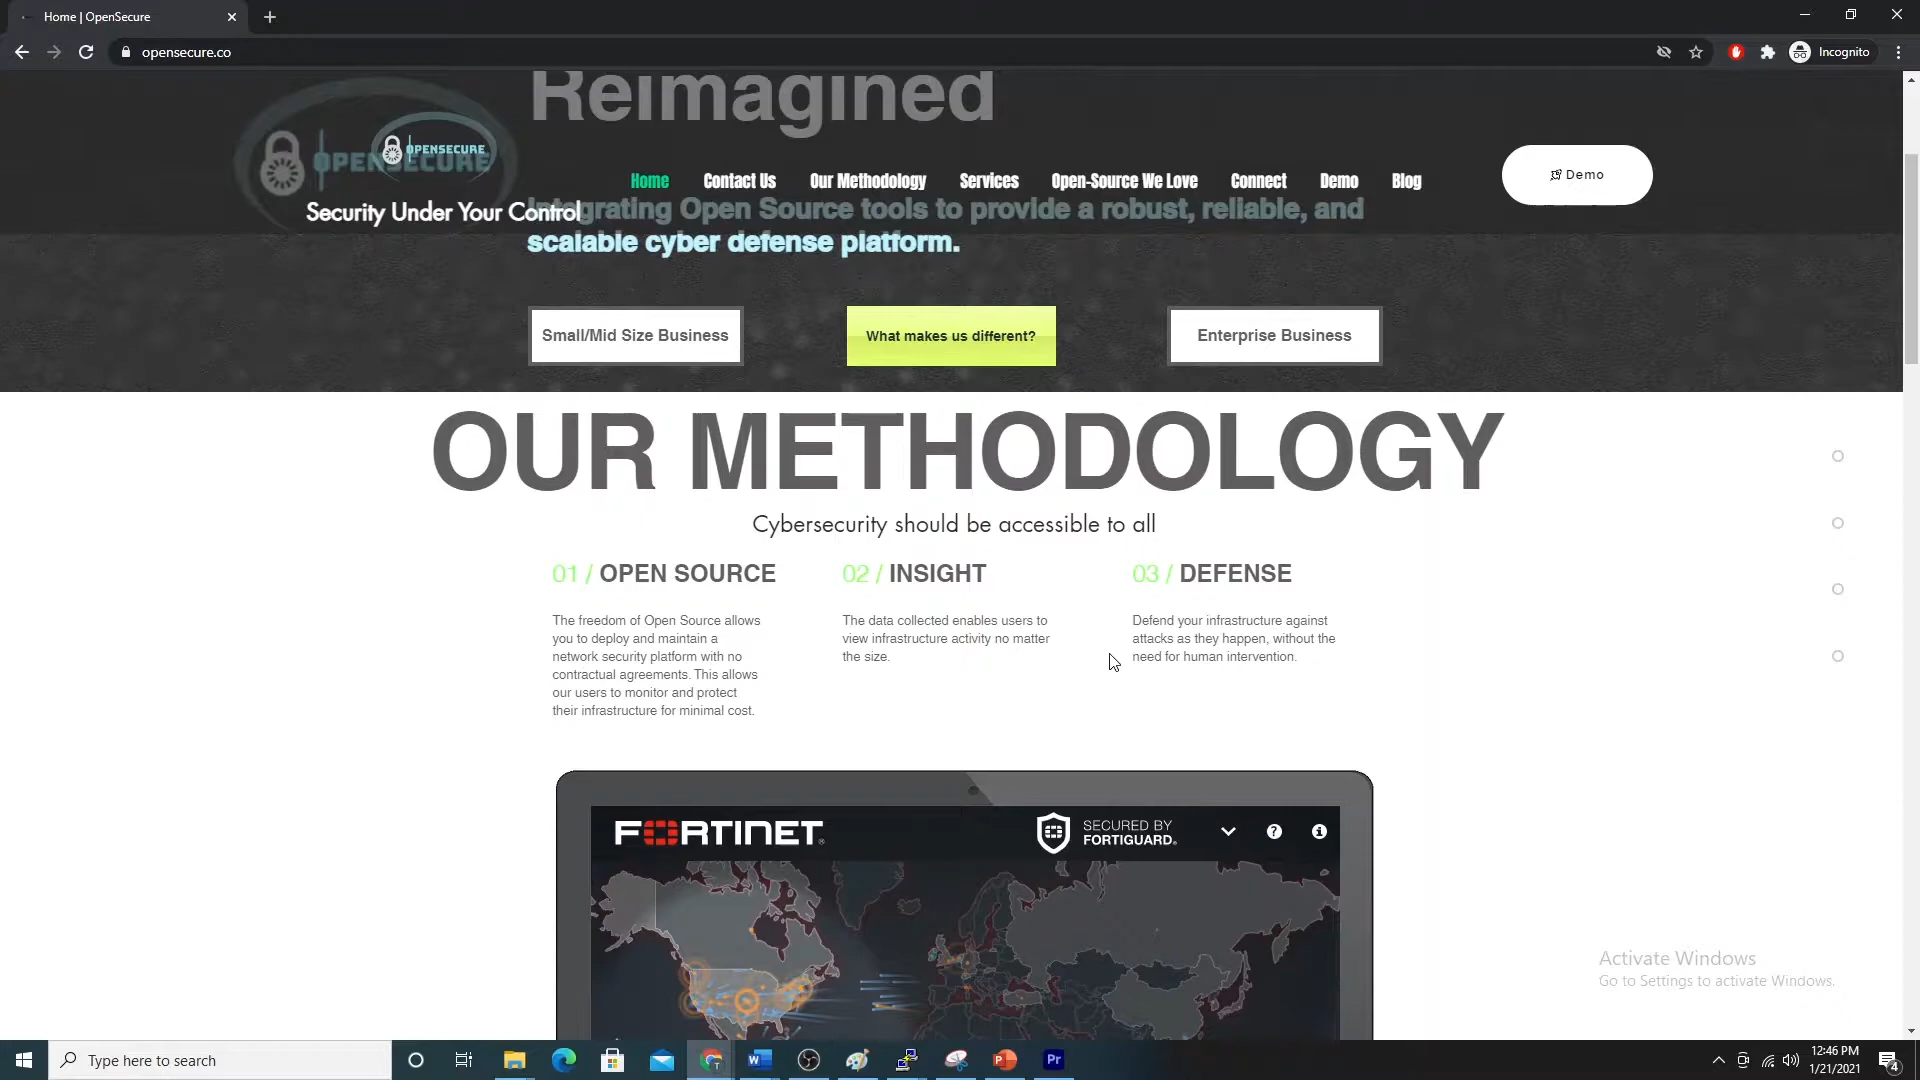 Home | OpenSecure
opensecure.co
Incognito
Reimagined
OPENSECURE
OPENSECURE
Security Under Your Control
Home
Contact Us
Our Methodology
Services
Open-Source We Love
Connect
Demo
Blog
Demo
Integrating Open Source tools to provide a robust, reliable, and
scalable cyber defense platform.
Small/Mid Size Business
What makes us different?
Enterprise Business
OUR METHODOLOGY
Cybersecurity should be accessible to all
01 / OPEN SOURCE
The freedom of Open Source allows
you to deploy and maintain a
network security platform with no
contractual agreements. This allows
our users to monitor and protect
their infrastructure for minimal cost.
02 / INSIGHT
The data collected enables users to
view infrastructure activity no matter
the size.
03 / DEFENSE
Defend your infrastructure against
attacks as they happen, without the
need for human intervention.
FORTINET
SECURED BY
FORTIGUARD
Activate Windows
Go to Settings to activate Windows.
Type here to search
12:46 PM
1/21/2021
4